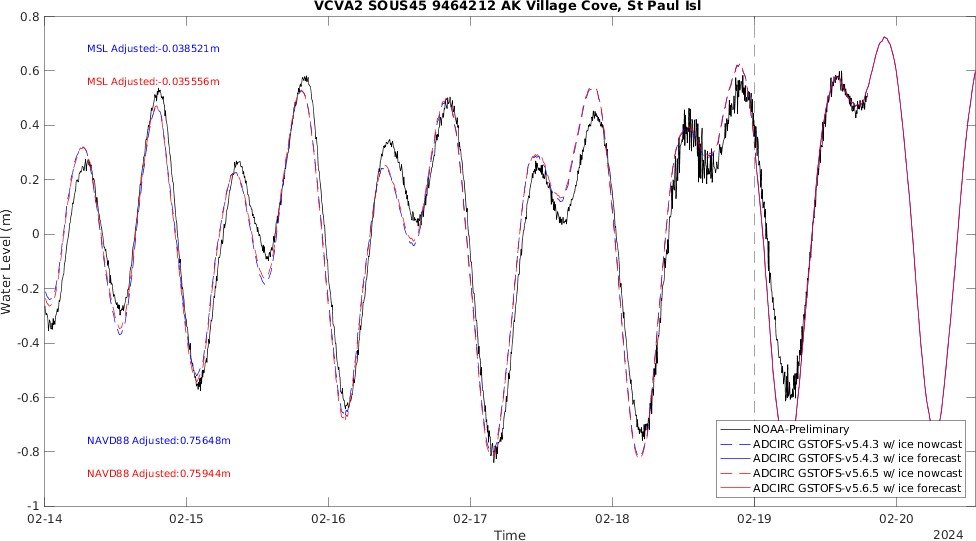 VCVA2 SOUS45 9464212 AK Village Cove, St Paul Isl
0.8
0.6
0.4
0.2
0
-0.2
-0.4
-0.6
-0.8
-1
Water Level (m)
MSL Adjusted:-0.038521m
MSL Adjusted:-0.035556m
NAVD88 Adjusted:0.75648m
NAVD88 Adjusted:0.75944m
NOAA-Preliminary
ADCIRC GSTOFS-v5.4.3 w/ ice nowcast
ADCIRC GSTOFS-v5.4.3 w/ ice forecast
ADCIRC GSTOFS-v5.6.5 w/ ice nowcast
ADCIRC GSTOFS-v5.6.5 w/ ice forecast
02-14 02-15 02-16 02-17 02-18 02-19 02-20
Time
2024